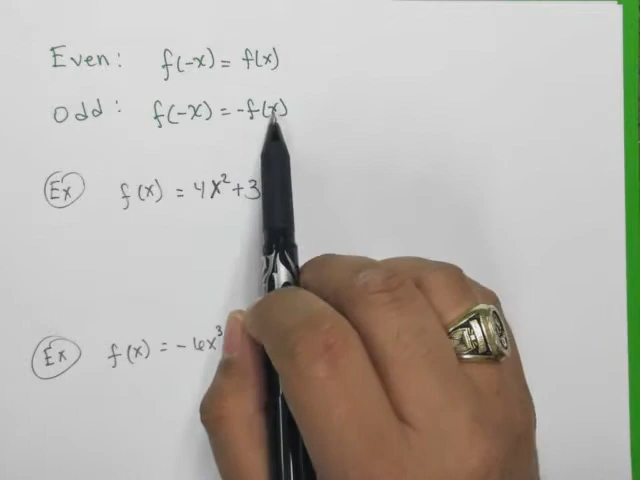 Even: f(-x) = f(x)
Odd: f(-x) = -f(x)
Ex f(x) = 4x² + 3
Ex f(x) = -6x³